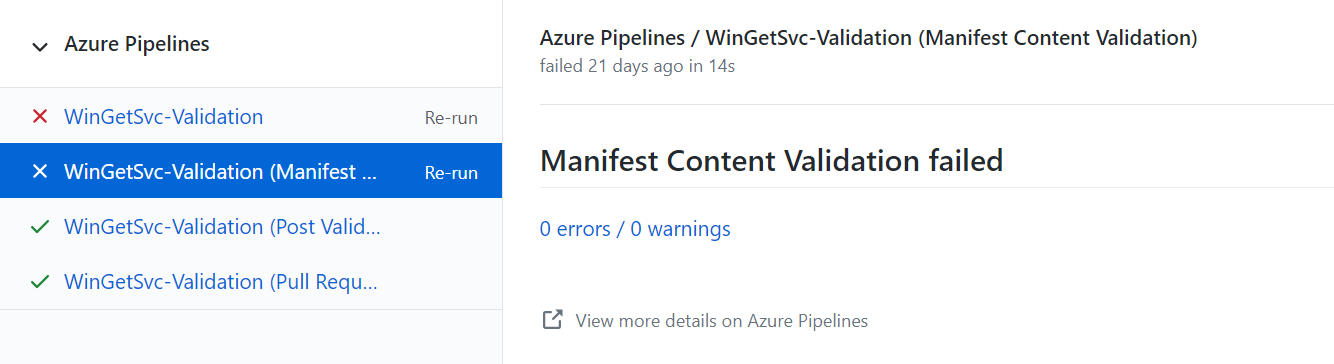 Azure Pipelines
WinGetSvc-Validation Re-run
WinGetSvc-Validation (Manifest ... Re-run
WinGetSvc-Validation (Post Valid...
WinGetSvc-Validation (Pull Requ...
Azure Pipelines / WinGetSvc-Validation (Manifest Content Validation)
failed 21 days ago in 14s
Manifest Content Validation failed
0 errors / 0 warnings
View more details on Azure Pipelines